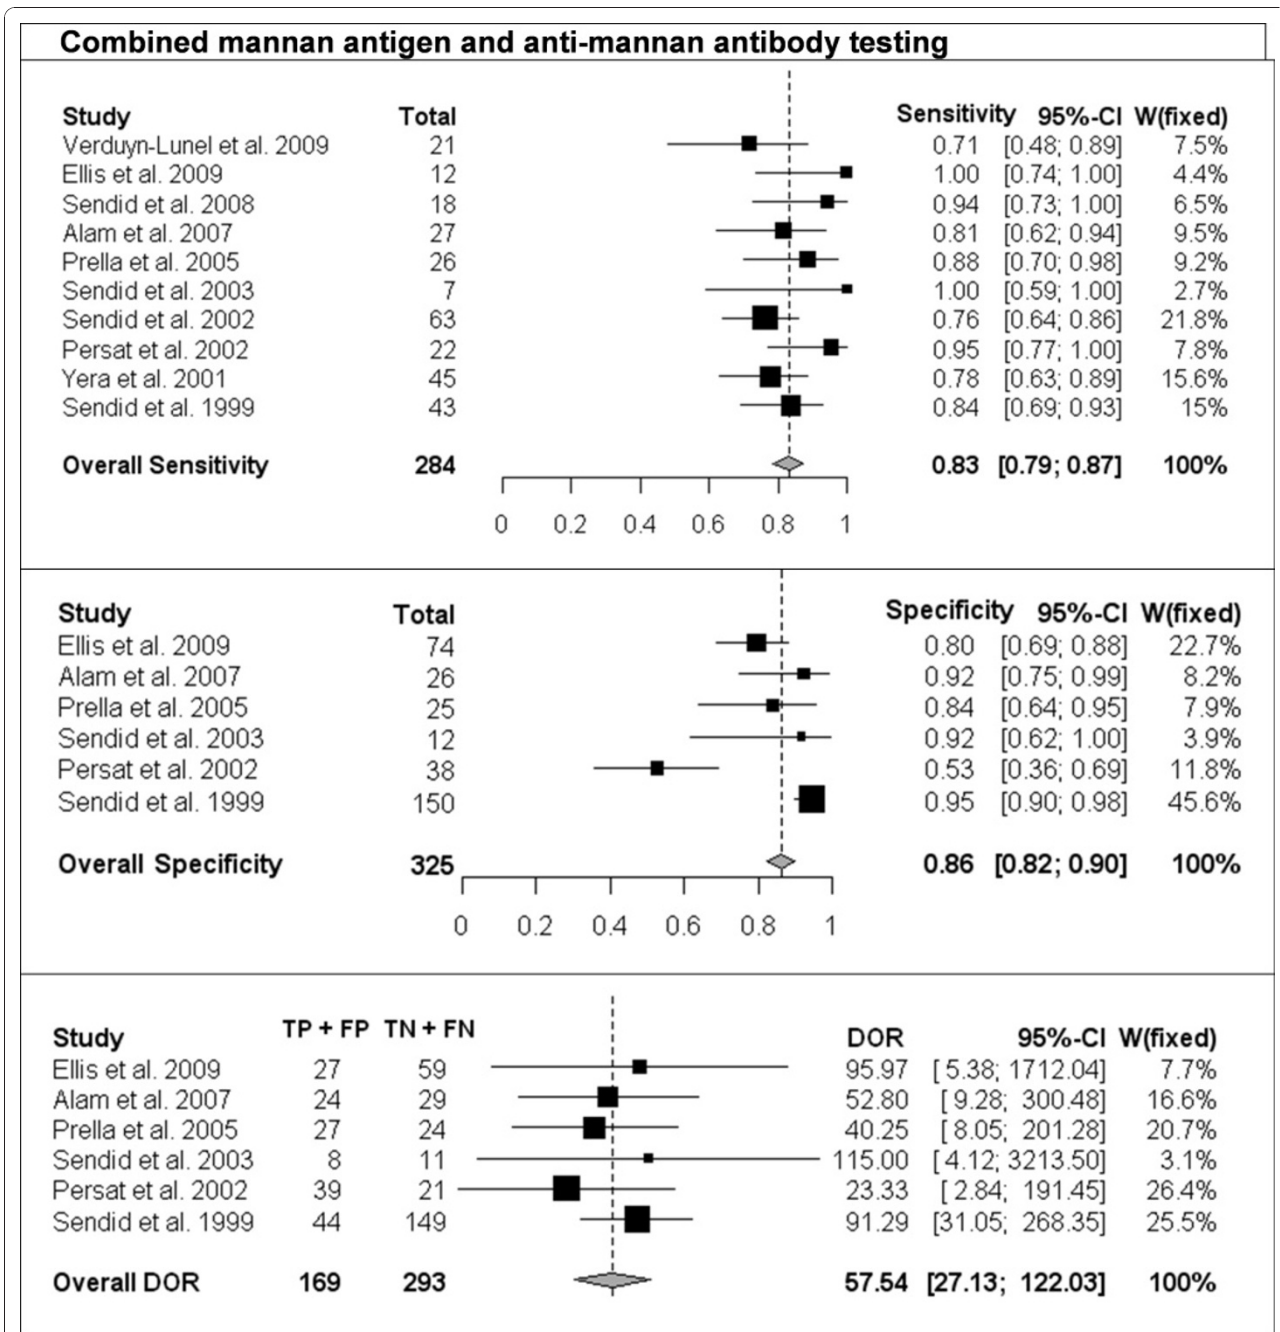 Combined mannan antigen and anti-mannan antibody testing
Study Total Sensitivity 95%-CI W(fixed)
Verduyn-Lunel et al. 2009 21 0.71 [0.48; 0.89] 7.5%
Ellis et al. 2009 12 1.00 [0.74; 1.00] 4.4%
Sendid et al. 2008 18 0.94 [0.73; 1.00] 6.5%
Alam et al. 2007 27 0.81 [0.62; 0.94] 9.5%
Prella et al. 2005 26 0.88 [0.70; 0.98] 9.2%
Sendid et al. 2003 7 1.00 [0.59; 1.00] 2.7%
Sendid et al. 2002 63 0.76 [0.64; 0.86] 21.8%
Persat et al. 2002 22 0.95 [0.77; 1.00] 7.8%
Yera et al. 2001 45 0.78 [0.63; 0.89] 15.6%
Sendid et al. 1999 43 0.84 [0.69; 0.93] 15%
Overall Sensitivity 284 0.83 [0.79; 0.87] 100%
0 0.2 0.4 0.6 0.8 1
Study Total Specificity 95%-CI W(fixed)
Ellis et al. 2009 74 0.80 [0.69; 0.88] 22.7%
Alam et al. 2007 26 0.92 [0.75; 0.99] 8.2%
Prella et al. 2005 25 0.84 [0.64; 0.95] 7.9%
Sendid et al. 2003 12 0.92 [0.62; 1.00] 3.9%
Persat et al. 2002 38 0.53 [0.36; 0.69] 11.8%
Sendid et al. 1999 150 0.95 [0.90; 0.98] 45.6%
Overall Specificity 325 0.86 [0.82; 0.90] 100%
0 0.2 0.4 0.6 0.8 1
Study TP + FP TN + FN DOR 95%-CI W(fixed)
Ellis et al. 2009 27 59 95.97 [ 5.38; 1712.04] 7.7%
Alam et al. 2007 24 29 52.80 [ 9.28; 300.48] 16.6%
Prella et al. 2005 27 24 40.25 [ 8.05; 201.28] 20.7%
Sendid et al. 2003 8 11 115.00 [ 4.12; 3213.50] 3.1%
Persat et al. 2002 39 21 23.33 [ 2.84; 191.45] 26.4%
Sendid et al. 1999 44 149 91.29 [31.05; 268.35] 25.5%
Overall DOR 169 293 57.54 [27.13; 122.03] 100%